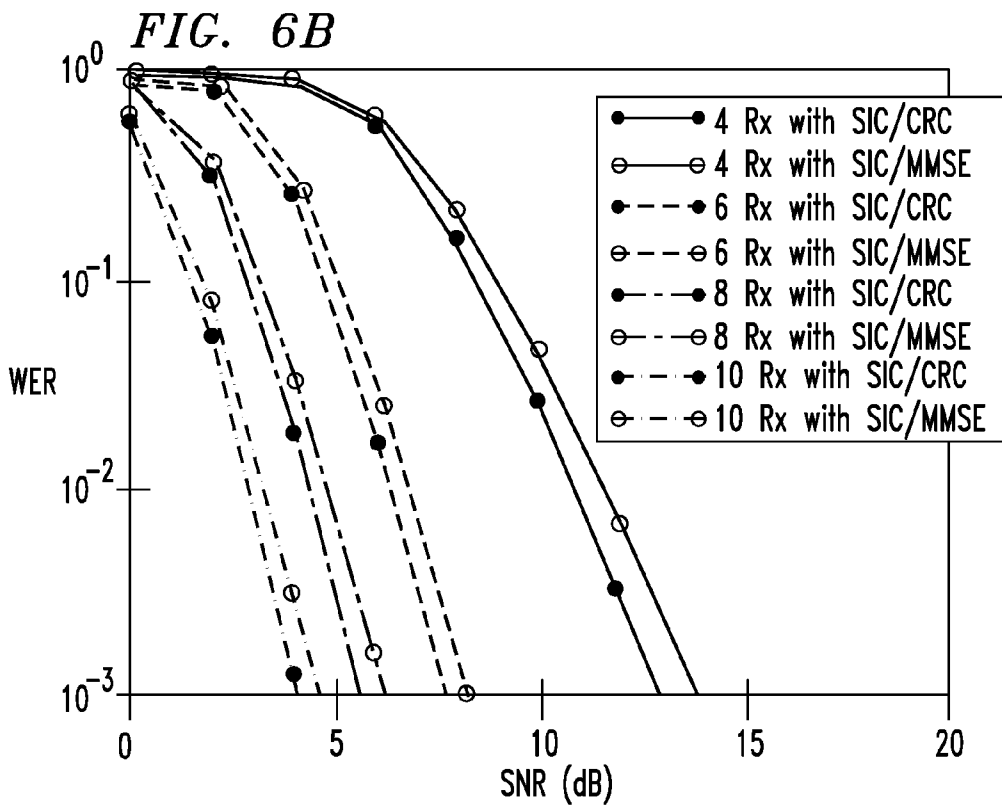 FIG. 6B
10⁰
10⁻¹
10⁻²
10⁻³
WER
0
5
10
15
20
SNR (dB)
4 Rx with SIC/CRC
4 Rx with SIC/MMSE
6 Rx with SIC/CRC
6 Rx with SIC/MMSE
8 Rx with SIC/CRC
8 Rx with SIC/MMSE
10 Rx with SIC/CRC
10 Rx with SIC/MMSE